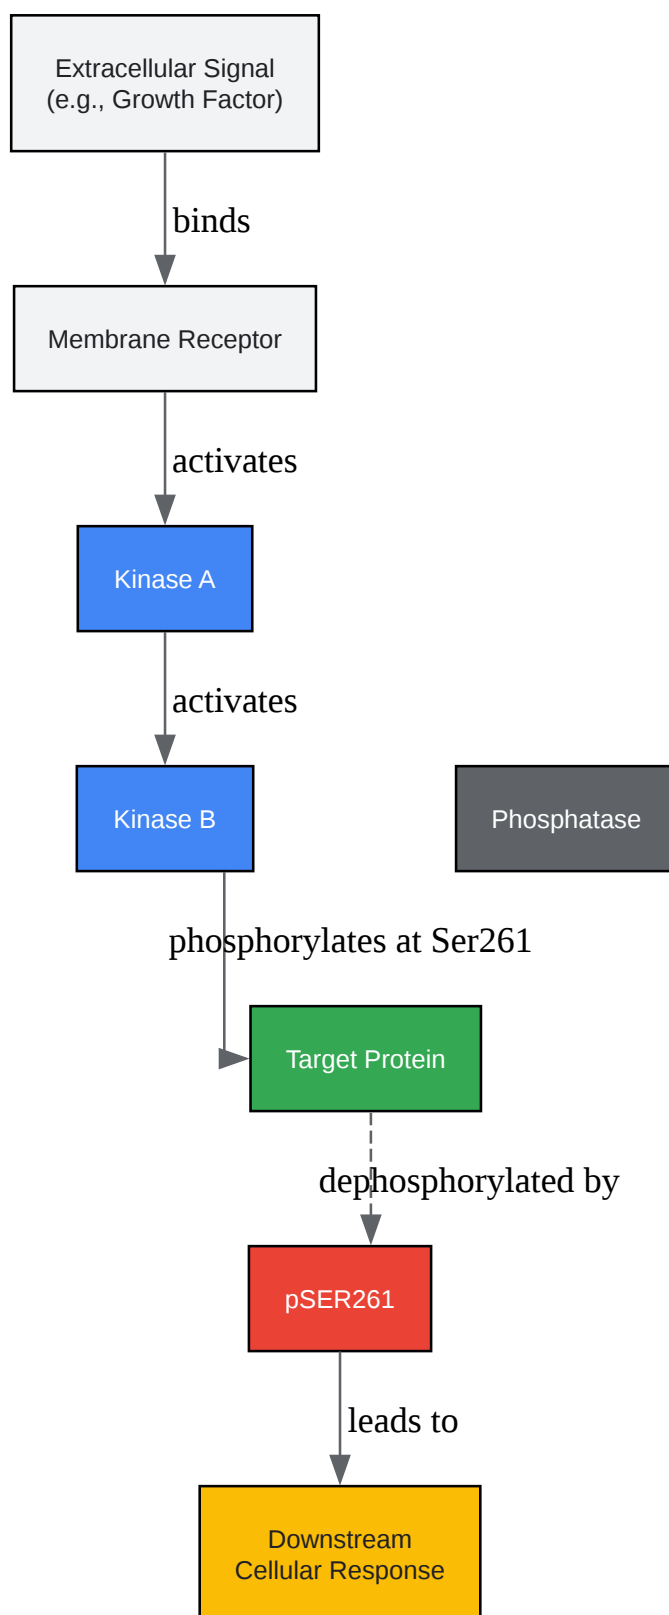 Extracellular Signal
(e.g., Growth Factor)
binds
Membrane Receptor
activates
Kinase A
activates
Kinase B
Phosphatase
phosphorylates at Ser261
Target Protein
dephosphorylated by
pSER261
leads to
Downstream
Cellular Response